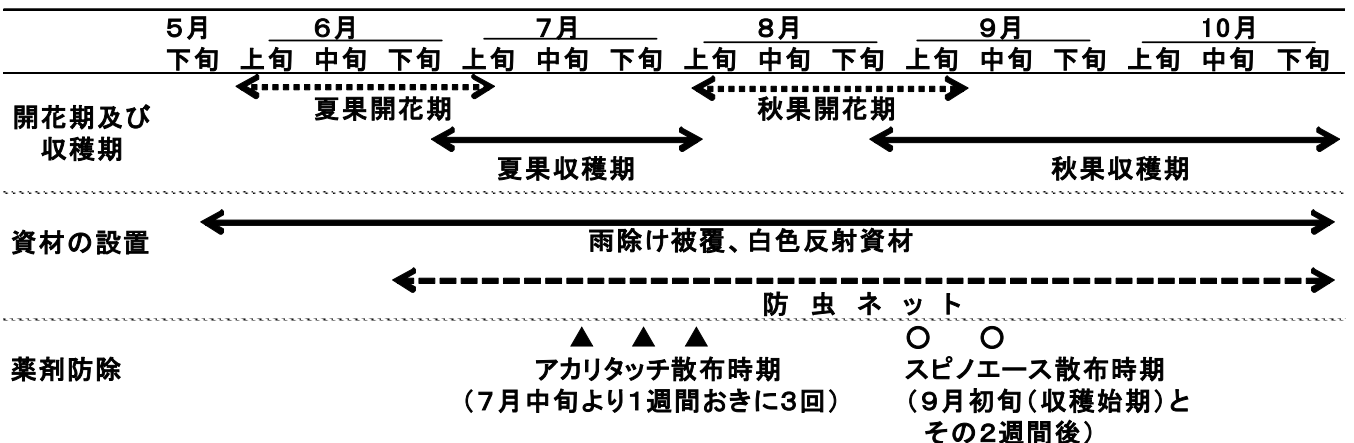 5月 6月 7月 8月 9月 10月
下旬 上旬 中旬 下旬 上旬 中旬 下旬 上旬 中旬 下旬 上旬 中旬 下旬 上旬 中旬 下旬
開花期及び
収穫期
夏果開花期 秋果開花期
夏果収穫期 秋果収穫期
資材の設置
雨除け被覆、白色反射資材
防虫ネット
薬剤防除
アカリタッチ散布時期
(7月中旬より1週間おきに3回)
スピノエース散布時期
(9月初旬(収穫始期)と
その2週間後)